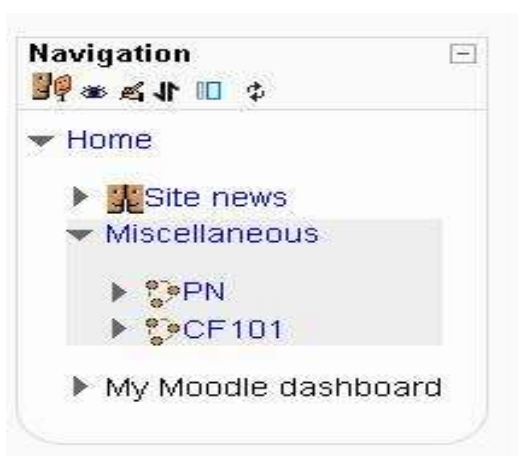 Navigation
Home
Site news
Miscellaneous
PN
CF101
My Moodle dashboard